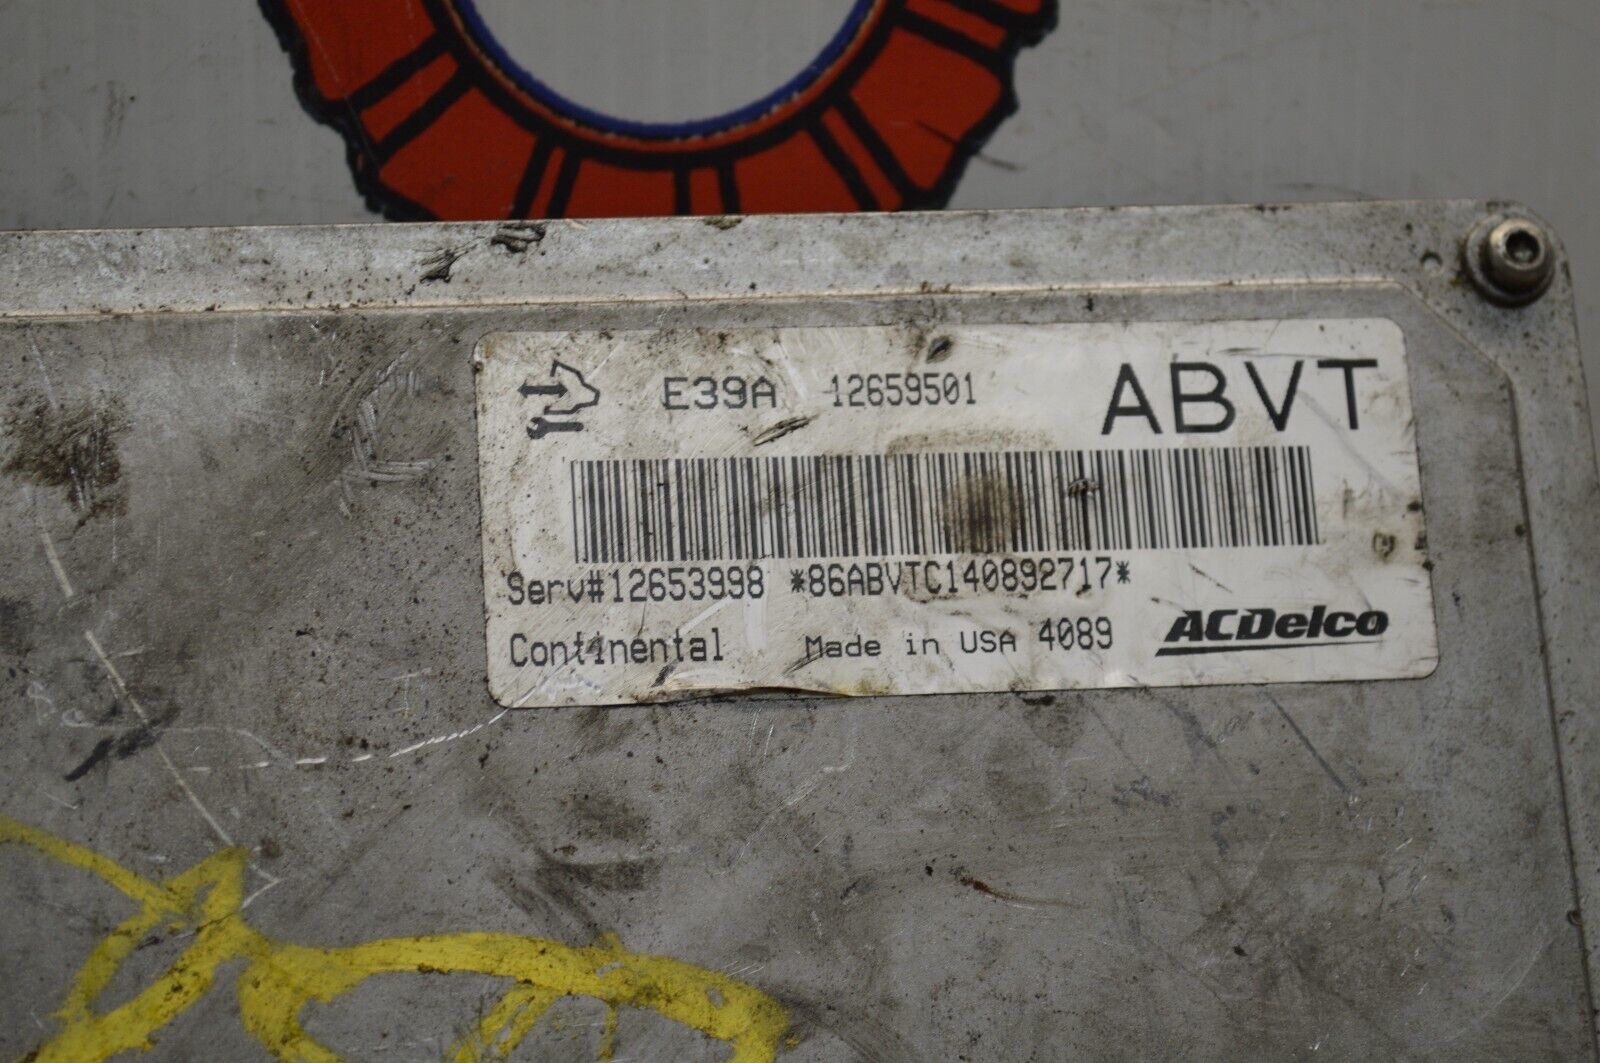 E39A 12659501 ABVT
Serv#12653998 *86ABVTC140892717*
Continental Made in USA 4089 ACDelco